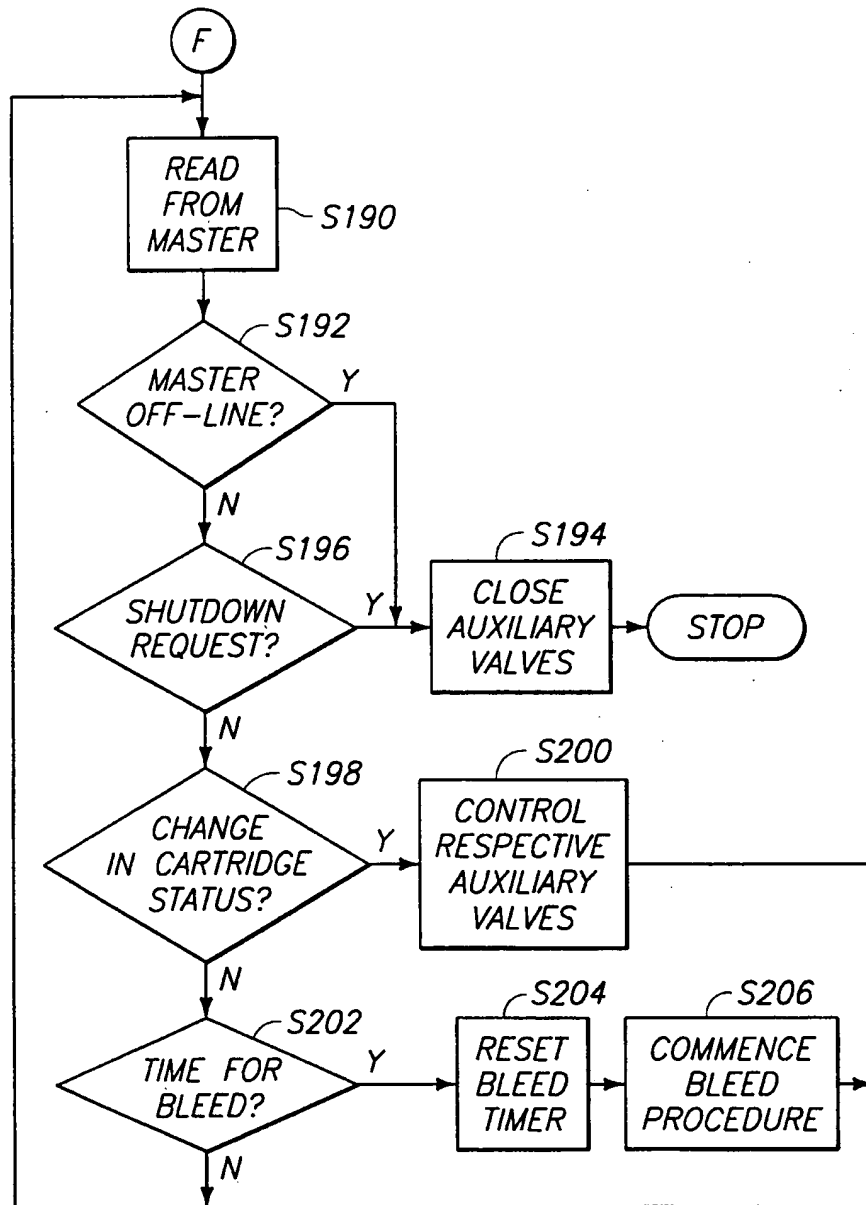 F
READ
FROM
MASTER
S190
S192
MASTER
OFF-LINE?
Y
N
S196
SHUTDOWN
REQUEST?
Y
N
S194
CLOSE
AUXILIARY
VALVES
STOP
S198
CHANGE
IN CARTRIDGE
STATUS?
Y
N
S200
CONTROL
RESPECTIVE
AUXILIARY
VALVES
S202
TIME FOR
BLEED?
Y
N
S204
RESET
BLEED
TIMER
S206
COMMENCE
BLEED
PROCEDURE